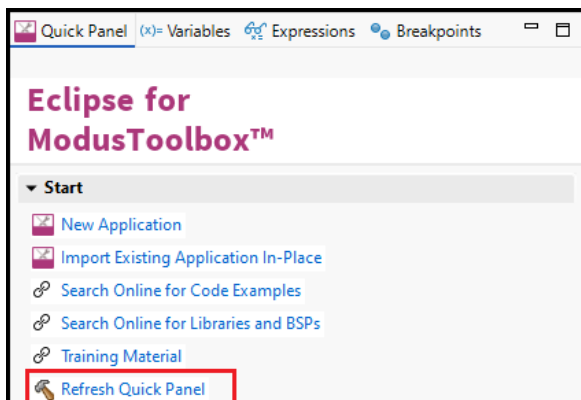 Quick Panel (x)= Variables Expressions Breakpoints
Eclipse for
ModusToolbox™
Start
New Application
Import Existing Application In-Place
Search Online for Code Examples
Search Online for Libraries and BSPs
Training Material
Refresh Quick Panel